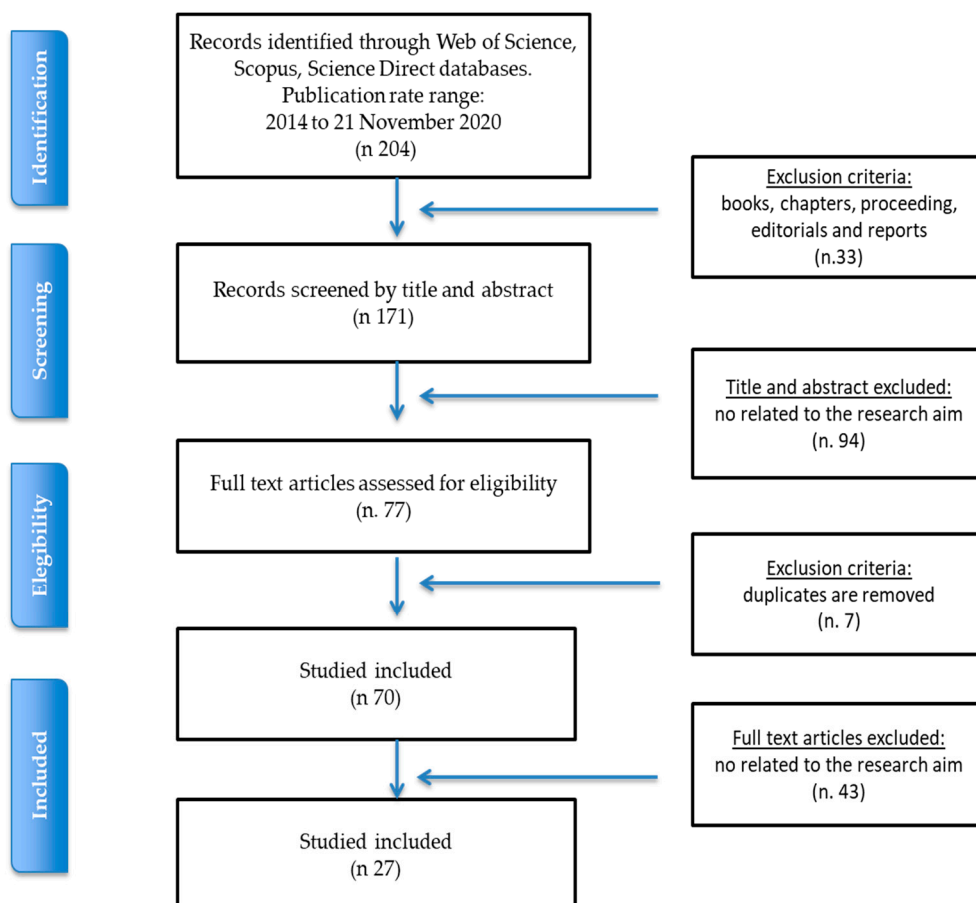 Identification
Records identified through Web of Science,
Scopus, Science Direct databases.
Publication rate range:
2014 to 21 November 2020
(n 204)
Exclusion criteria:
books, chapters, proceeding,
editorials and reports
(n.33)
Screening
Records screened by title and abstract
(n 171)
Title and abstract excluded:
no related to the research aim
(n. 94)
Elegibility
Full text articles assessed for eligibility
(n. 77)
Exclusion criteria:
duplicates are removed
(n. 7)
Included
Studied included
(n 70)
Full text articles excluded:
no related to the research aim
(n. 43)
Studied included
(n 27)